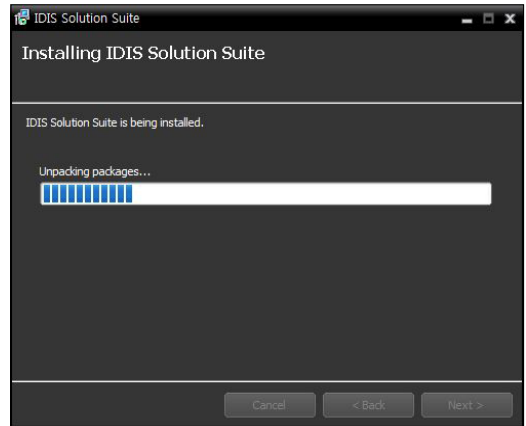 IDIS Solution Suite
Installing IDIS Solution Suite
IDIS Solution Suite is being installed.
Unpacking packages...
Cancel
< Back
Next >